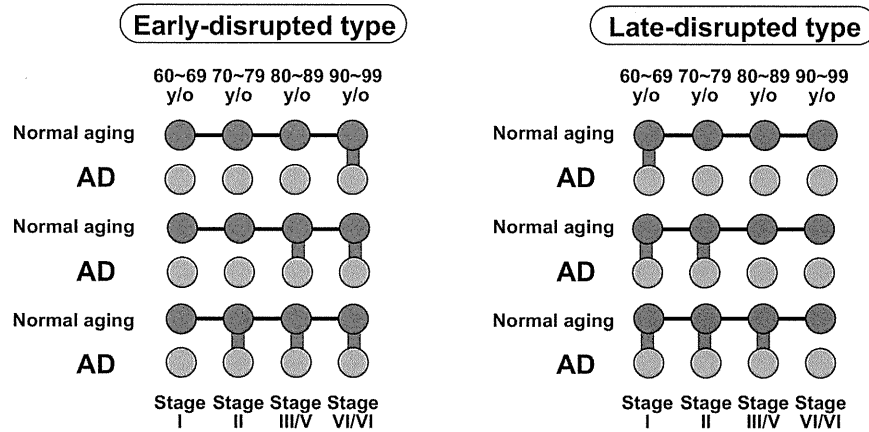 Early-disrupted type
60~69 70~79 80~89 90~99
y/o y/o y/o y/o
Normal aging
AD
Normal aging
AD
Normal aging
AD
Stage Stage Stage Stage
I II III/V VI/VI
Late-disrupted type
60~69 70~79 80~89 90~99
y/o y/o y/o y/o
Normal aging
AD
Normal aging
AD
Normal aging
AD
Stage Stage Stage Stage
I II III/V VI/VI